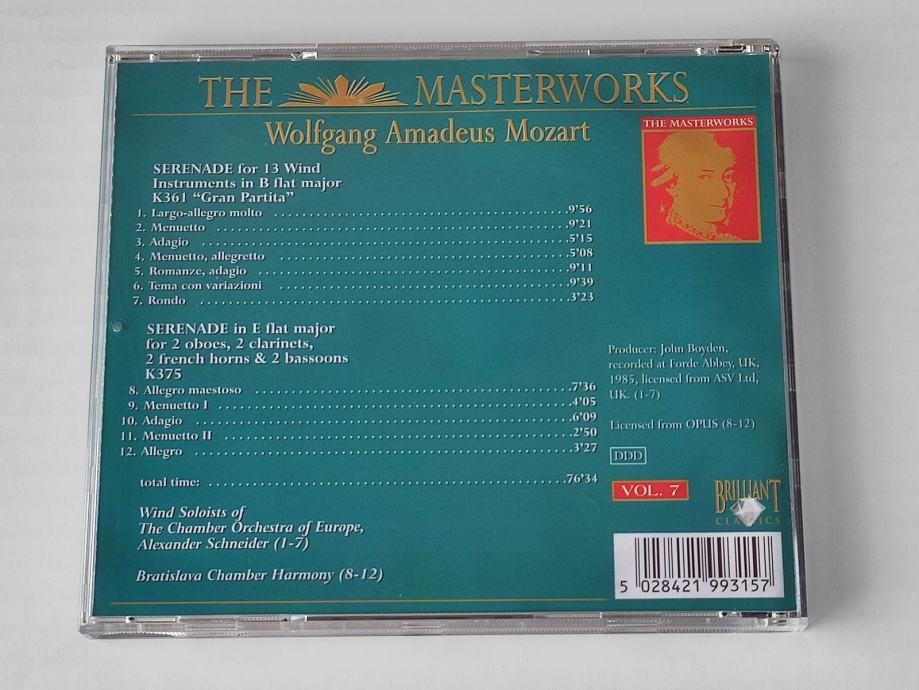 THE MASTERWORKS
Wolfgang Amadeus Mozart
THE MASTERWORKS
SERENADE for 13 Wind
Instruments in B flat major
K361 “Gran Partita”
1. Largo-allegro molto ........................................9'56
2. Menuetto ........................................9'21
3. Adagio ........................................5'15
4. Menuetto, allegretto ........................................5'08
5. Romanze, adagio ........................................9'11
6. Tema con variazioni ........................................9'39
7. Rondo ........................................3'23
SERENADE in E flat major
for 2 oboes, 2 clarinets,
2 french horns & 2 bassoons
K375
8. Allegro maestoso ........................................7'36
9. Menuetto I ........................................4'05
10. Adagio ........................................6'09
11. Menuetto II ........................................2'50
12. Allegro ........................................3'27
total time: ........................................76'34
Wind Soloists of
The Chamber Orchestra of Europe,
Alexander Schneider (1-7)
Bratislava Chamber Harmony (8-12)
Producer: John Boyden,
recorded at Forde Abbey, UK,
1985, licensed from ASV Ltd,
UK. (1-7)
Licensed from OPUS (8-12)
DDD
VOL. 7
BRILLIANT
CLASSICS
5 028421 993157